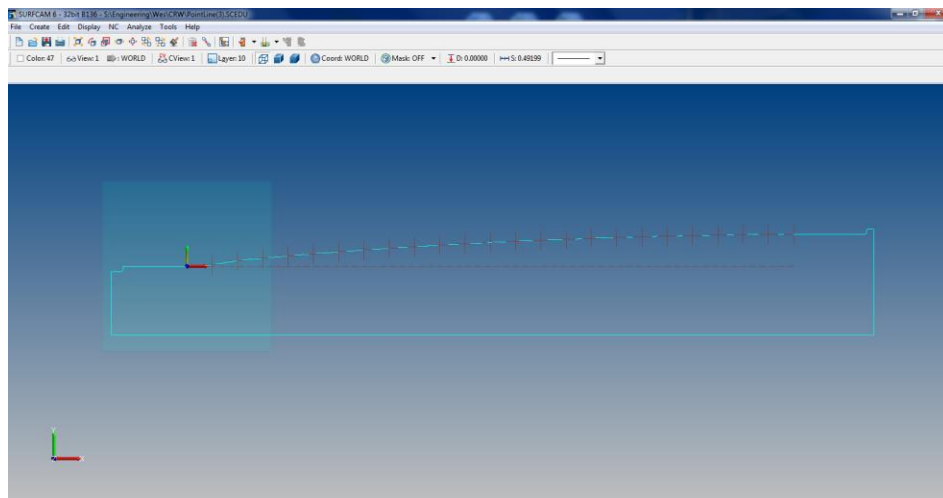 SURFCAM 6 - 32bit B136 - S:\Engineering\Wes\CRW\PointLine(3).SCEDU
File Create Edit Display NC Analyze Tools Help
Color: 47 View: 1 : WORLD CView: 1 Layer: 10 Coord: WORLD Mask: OFF D: 0.00000 S: 0.49199
Y
X